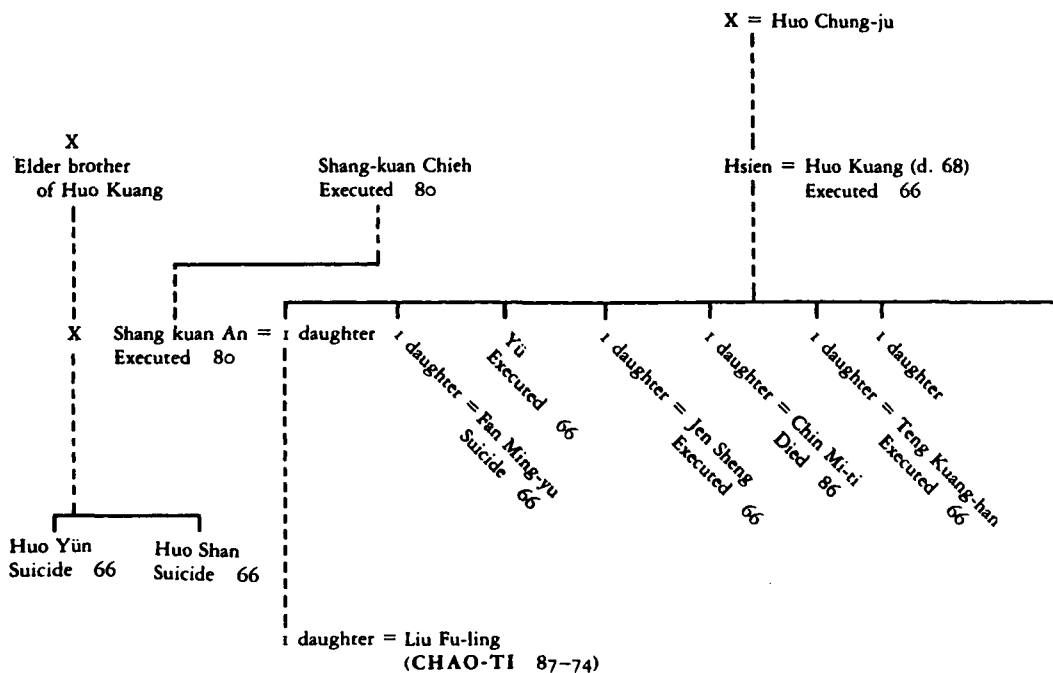 X = Huo Chung-ju
X
Elder brother
of Huo Kuang
Shang-kuan Chieh
Executed 80
Hsien = Huo Kuang (d. 68)
Executed 66
X
Shang kuan An = 1 daughter
Executed 80
1 daughter = Fan Ming-yu
Suicide 66
Yü
Executed 66
1 daughter = Jen Sheng
Executed 66
1 daughter = Chin Mi-ti
Died 86
1 daughter = Teng Kuang-han
Executed 66
1 daughter
Huo Yün
Suicide 66
Huo Shan
Suicide 66
1 daughter = Liu Fu-ling
(CHAO-TI 87–74)